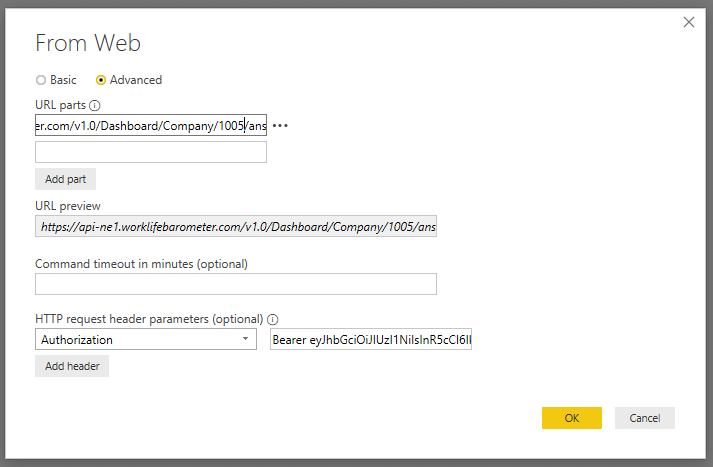 From Web
Basic Advanced
URL parts
er.com/v1.0/Dashboard/Company/1005/ans
Add part
URL preview
https://api-ne1.worklifebarometer.com/v1.0/Dashboard/Company/1005/ans
Command timeout in minutes (optional)
HTTP request header parameters (optional)
Authorization Bearer eyJhbGciOiJIUzI1NiIsInR5cCI6Ik
Add header
OK Cancel